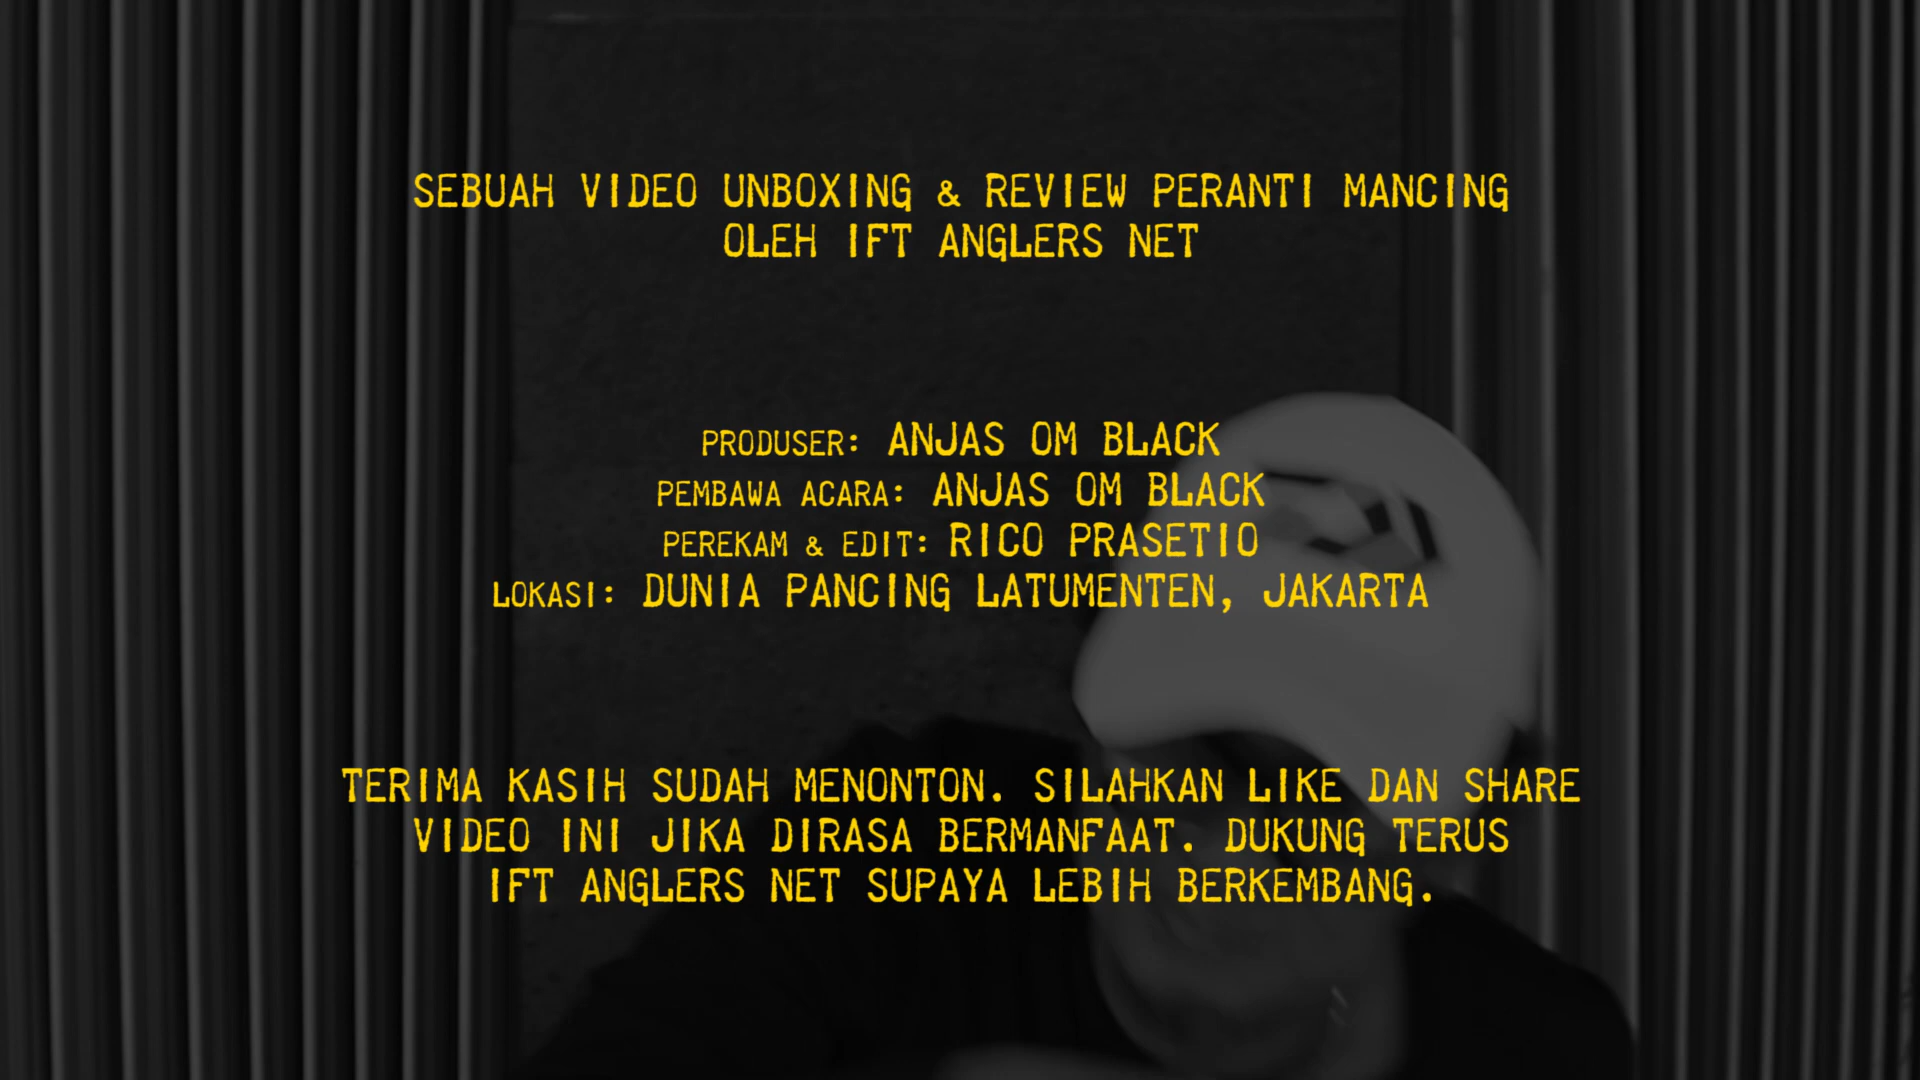 SEBUAH VIDEO UNBOXING & REVIEW PERANTI MANCING
OLEH IFT ANGLERS NET
PRODUSER: ANJAS OM BLACK
PEMBAWA ACARA: ANJAS OM BLACK
PEREKAM & EDIT: RICO PRASETIO
LOKASI: DUNIA PANCING LATUMENTEN, JAKARTA
TERIMA KASIH SUDAH MENONTON. SILAHKAN LIKE DAN SHARE
VIDEO INI JIKA DIRASA BERMANFAAT. DUKUNG TERUS
IFT ANGLERS NET SUPAYA LEBIH BERKEMBANG.